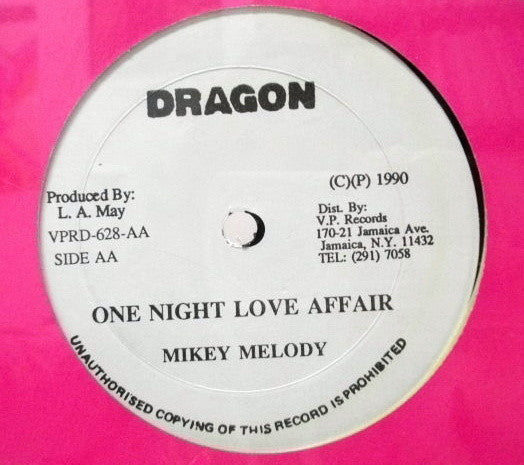 DRAGON
Produced By:
L. A. May
VPRD-628-AA
SIDE AA
(C)(P) 1990
Dist. By:
V.P. Records
170-21 Jamaica Ave.
Jamaica, N.Y. 11432
TEL: (291) 7058
ONE NIGHT LOVE AFFAIR
MIKEY MELODY
UNAUTHORISED COPYING OF THIS RECORD IS PROHIBITED